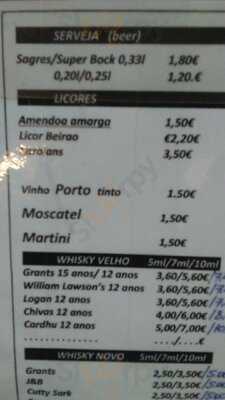 SERVEJA (beer)
Sagres/Super Bock 0,33l 1,80€
0,20l/0,25l 1,20.€
LICORES
Amendoa amarga 1,50€
Licor Beirao €2,20€
3,50€
Vinho Porto tinto 1.50€
Moscatel 1,50€
Martini 1,50€
WHISKY VELHO 5ml/7ml/10ml
Grants 15 anos/ 12 anos 3,60/5,60€/
William Lawson's 12 anos 3,60/5,60€/
Logan 12 anos 3,60/5,60€/
Chivas 12 anos 4,00/6,00€/
Cardhu 12 anos 5,00/7,00€/
WHISKY NOVO 5ml/7ml/10ml
Grants 2,50/3,50€/
J&B 2,50/3,50€/
Cutty Sark 2,50/3,50€/